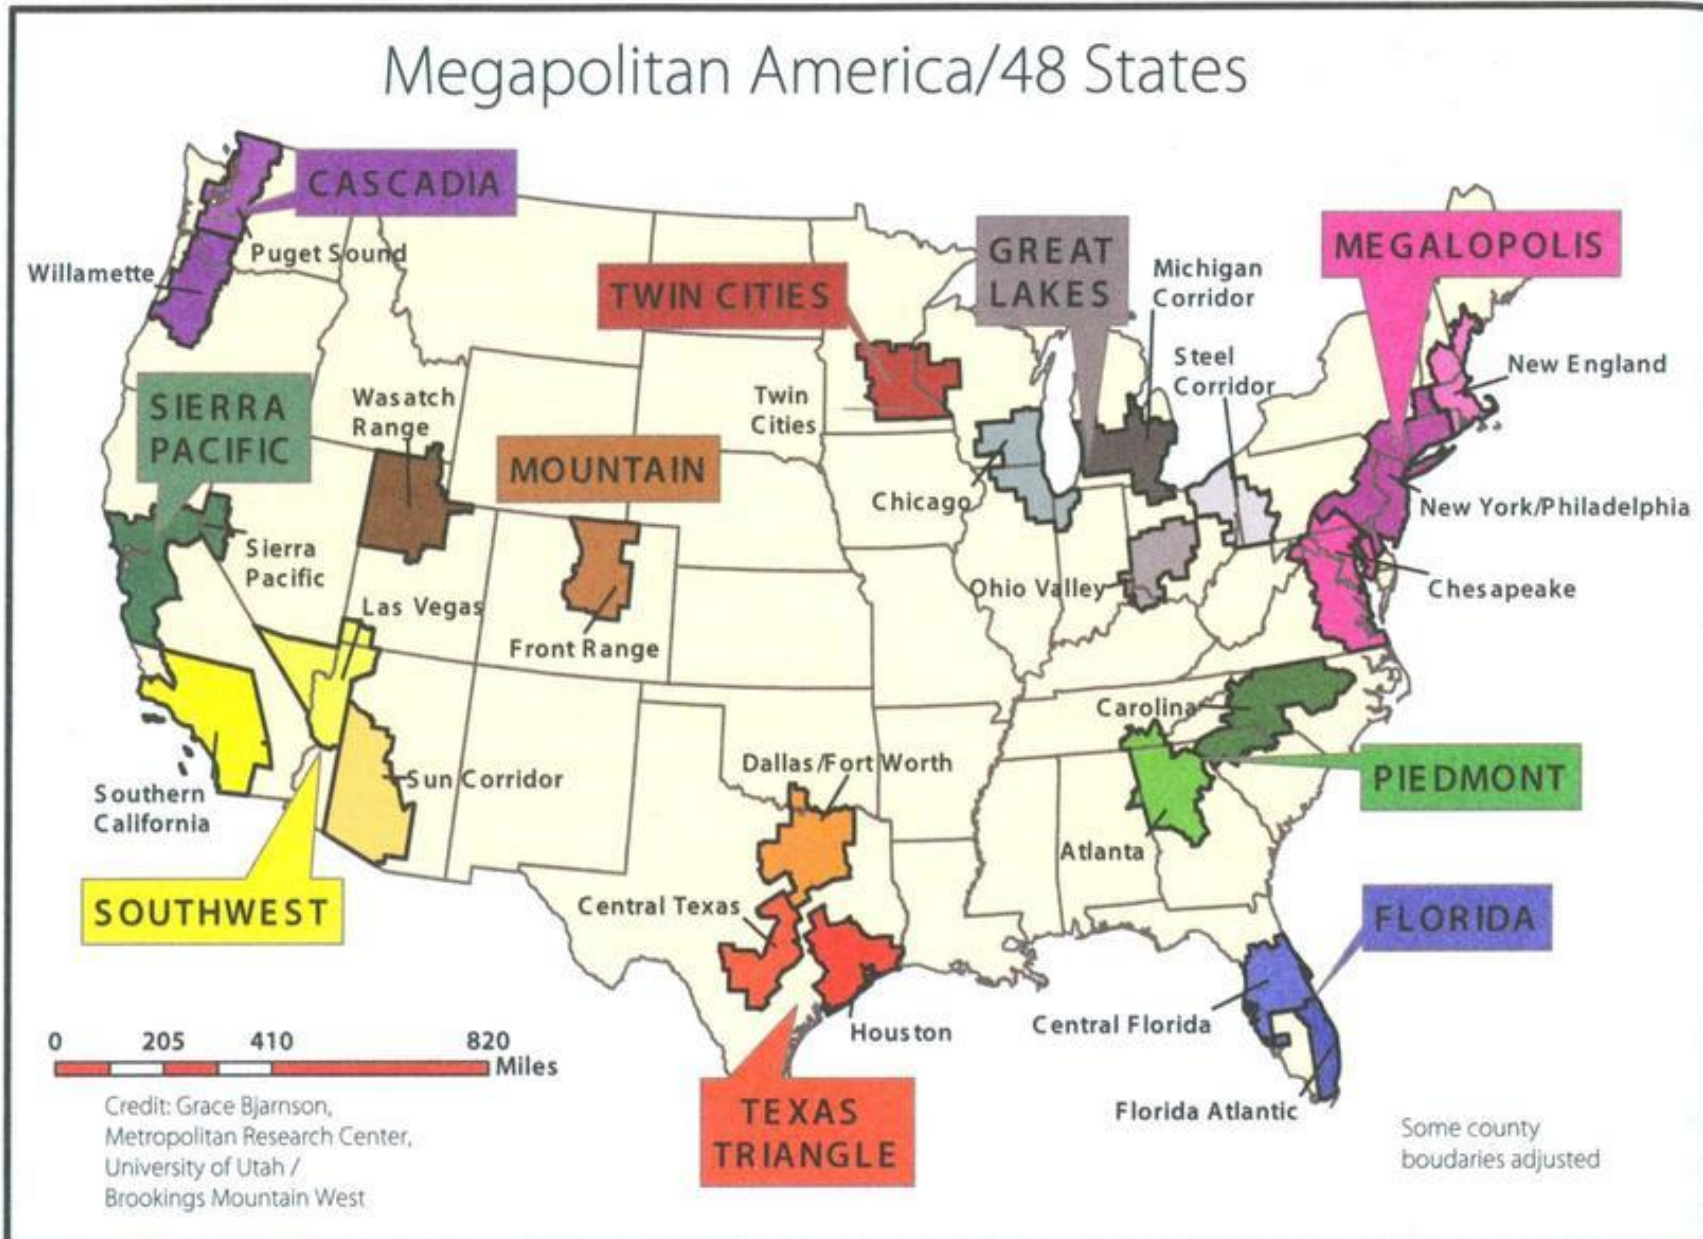 Megapolitan America/48 States
CASCADIA
Puget Sound
Willamette
TWIN CITIES
GREAT
LAKES
Michigan
Corridor
MEGALOPOLIS
Steel
Corridor
New England
SIERRA
PACIFIC
Wasatch
Range
Twin
Cities
MOUNTAIN
Chicago
New York/Philadelphia
Sierra
Pacific
Ohio Valley
Chesapeake
Las Vegas
Front Range
Carolina
Sun Corridor
Dallas/Fort Worth
PIEDMONT
Southern
California
Atlanta
SOUTHWEST
Central Texas
FLORIDA
Houston
Central Florida
0 205 410 820
Miles
Florida Atlantic
TEXAS
TRIANGLE
Credit: Grace Bjarnson,
Metropolitan Research Center,
University of Utah /
Brookings Mountain West
Some county
boudaries adjusted